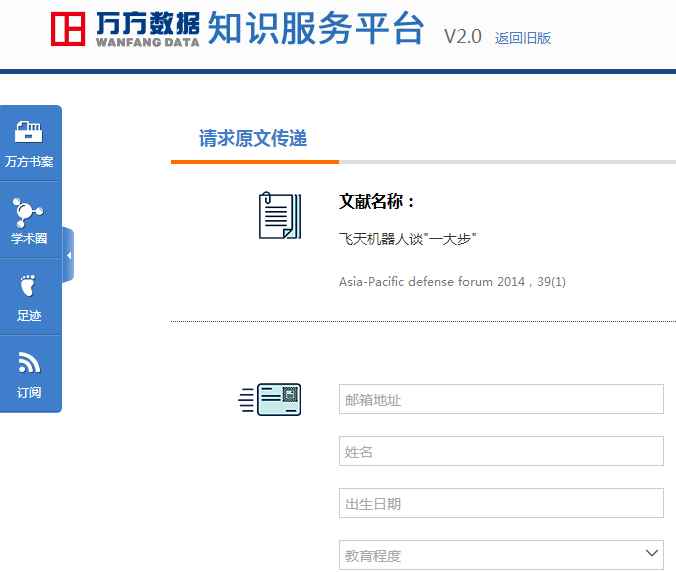 万方数据 知识服务平台 V2.0 返回旧版
WANFANG DATA
请求原文传递
万方书案
文献名称：
学术圈
飞天机器人谈"一大步"
Asia-Pacific defense forum 2014，39(1)
足迹
订阅
邮箱地址
姓名
出生日期
教育程度